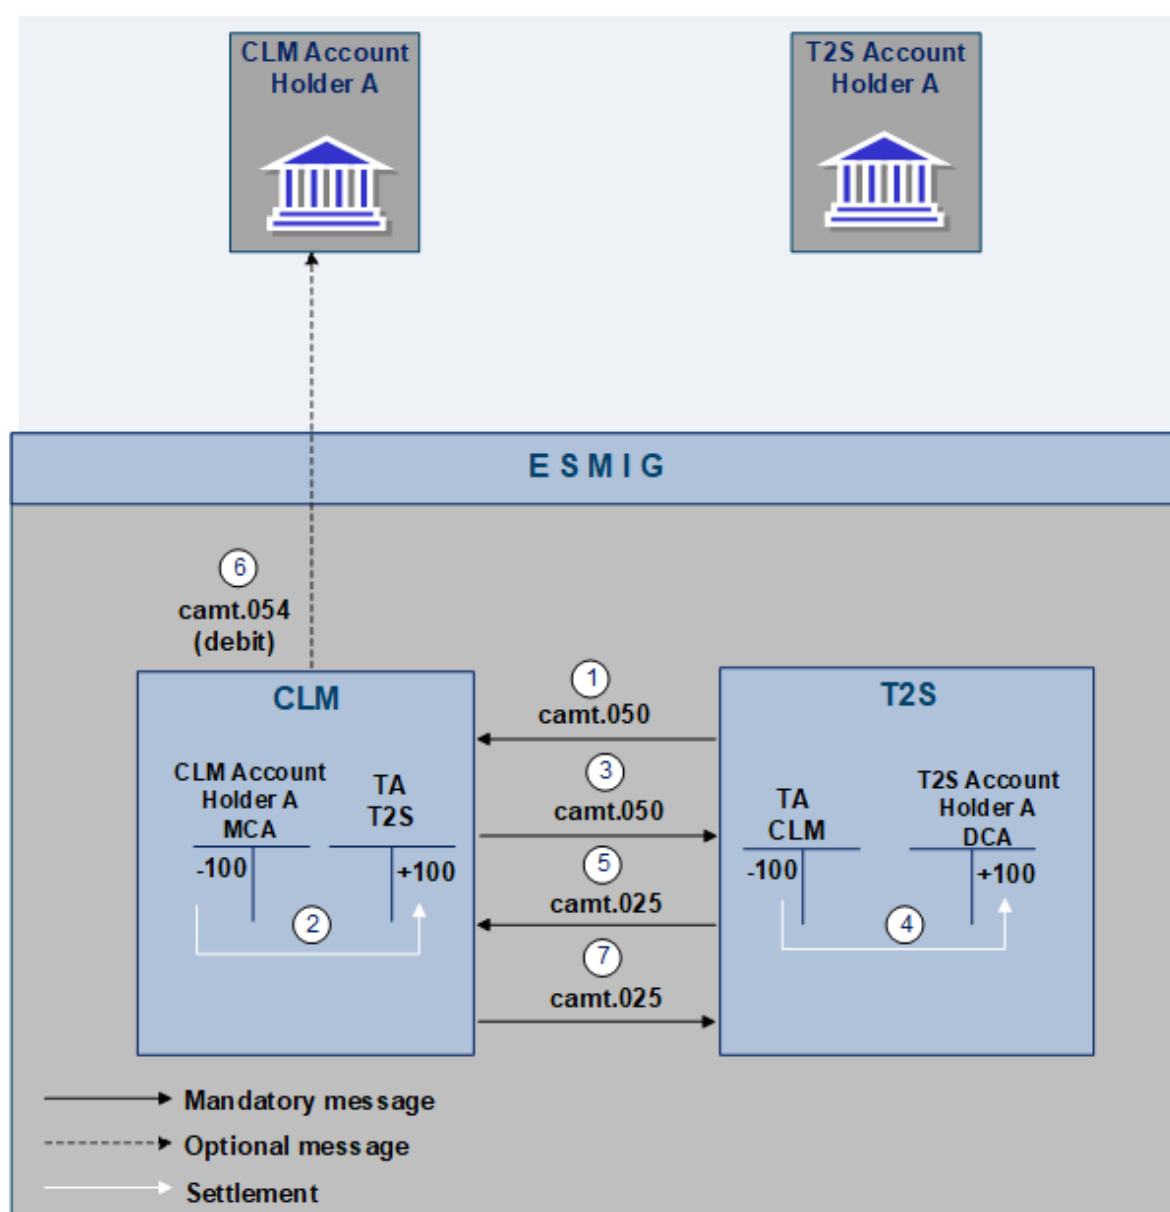 CLM Account
Holder A
T2S Account
Holder A
E S M I G
6
camt.054
(debit)
CLM
CLM Account
Holder A
MCA
TA
T2S
-100
+100
2
1
camt.050
3
camt.050
5
camt.025
7
camt.025
T2S
TA
CLM
T2S Account
Holder A
DCA
-100
+100
4
Mandatory message
Optional message
Settlement